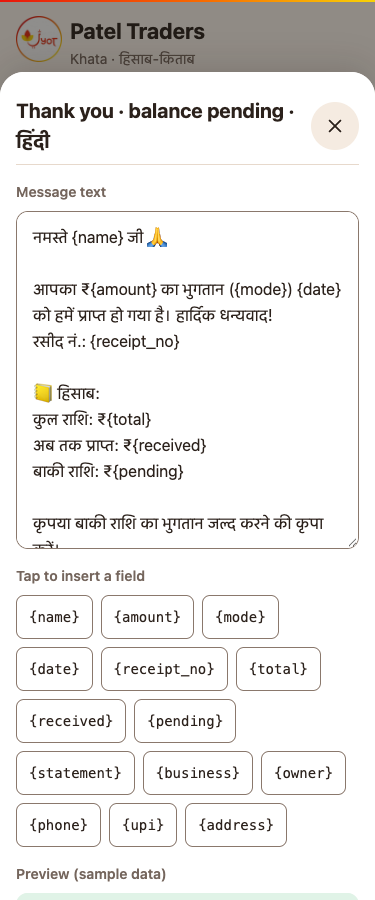 Jyot
Patel Traders
Khata · हिसाब-किताब
Thank you · balance pending ·
हिंदी
Message text
नमस्ते {name} जी 🙏
आपका ₹{amount} का भुगतान ({mode}) {date}
को हमें प्राप्त हो गया है। हार्दिक धन्यवाद!
रसीद नं.: {receipt_no}
📒 हिसाब:
कुल राशि: ₹{total}
अब तक प्राप्त: ₹{received}
बाकी राशि: ₹{pending}
कृपया बाकी राशि का भुगतान जल्द करने की कृपा
करें।
Tap to insert a field
{name} {amount} {mode}
{date} {receipt_no} {total}
{received} {pending}
{statement} {business} {owner}
{phone} {upi} {address}
Preview (sample data)